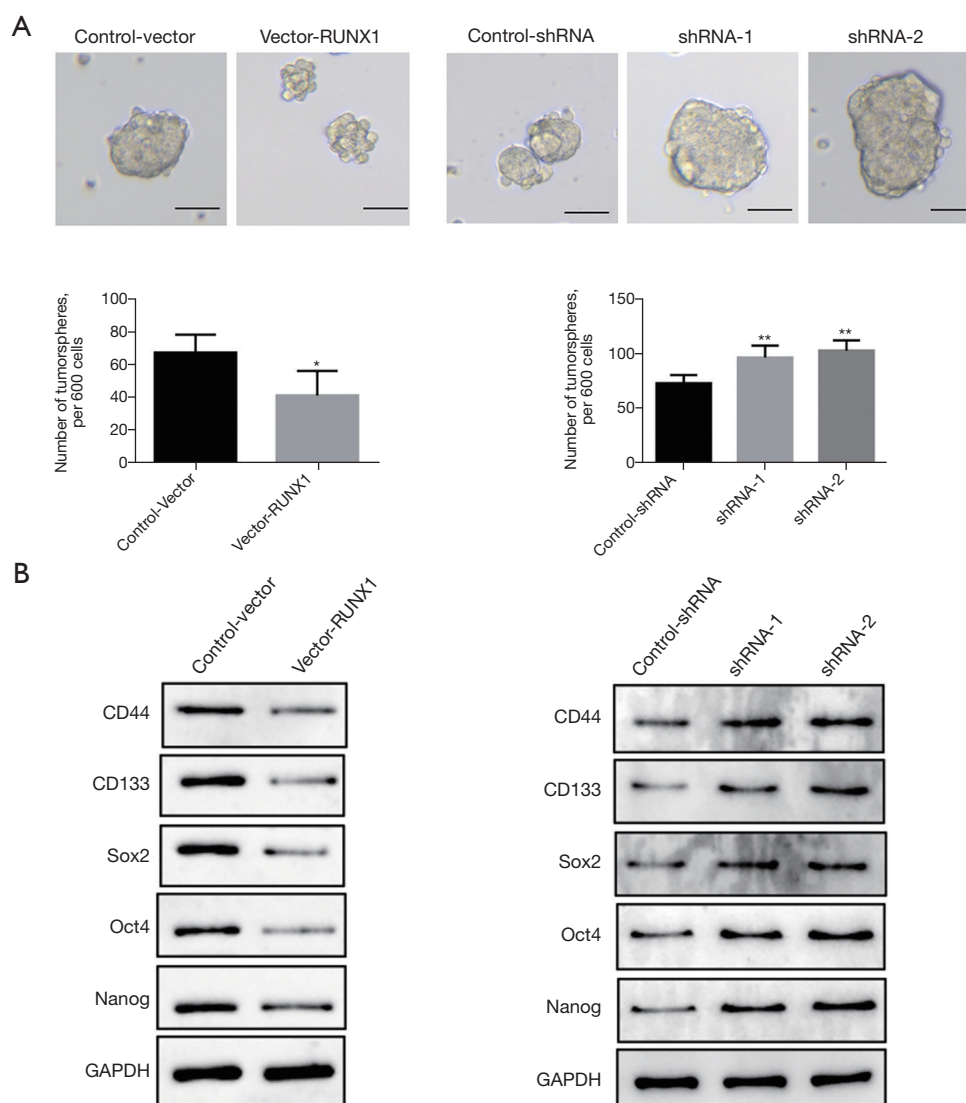 A
Control-vector
Vector-RUNX1
Control-shRNA
shRNA-1
shRNA-2
Number of tumorspheres,
per 600 cells
100
80
60
40
20
0
*
Control-Vector
Vector-RUNX1
Number of tumorspheres,
per 600 cells
150
100
50
0
**
**
Control-shRNA
shRNA-1
shRNA-2
B
Control-vector
Vector-RUNX1
CD44
CD133
Sox2
Oct4
Nanog
GAPDH
Control-shRNA
shRNA-1
shRNA-2
CD44
CD133
Sox2
Oct4
Nanog
GAPDH